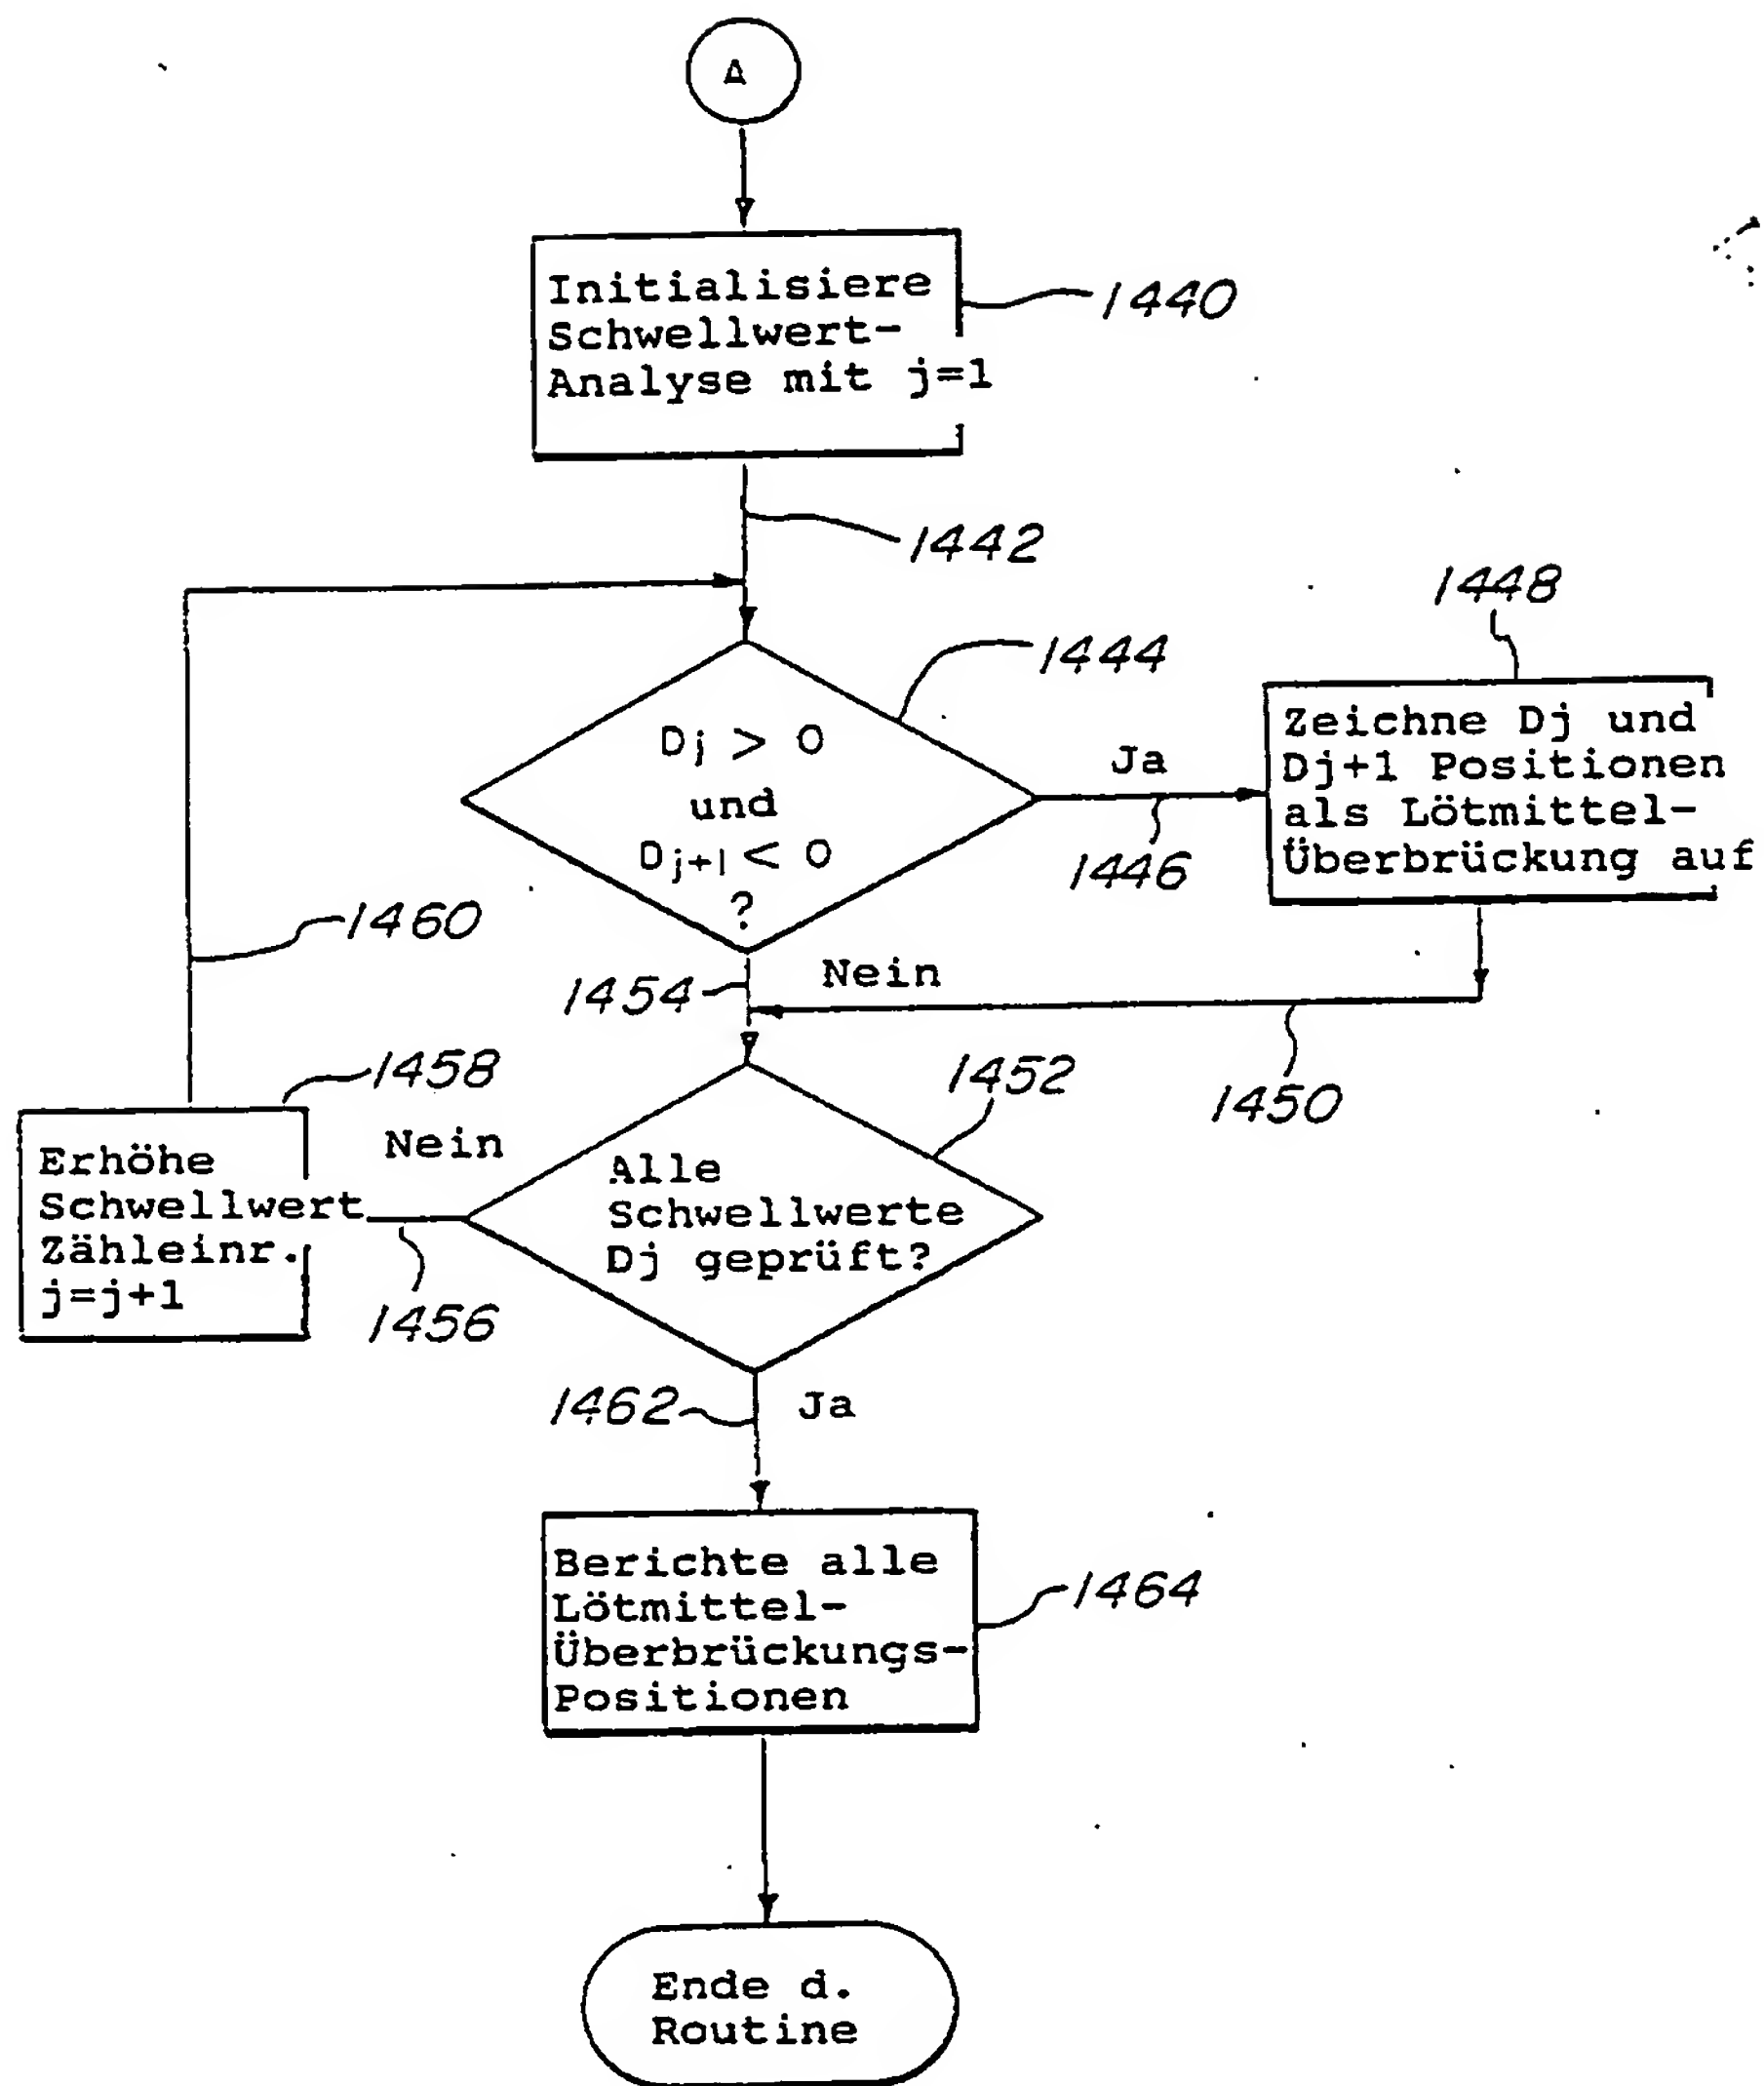 A
Initialisiere
Schwellwert-
Analyse mit j=1
1440
1442
1448
1444
Dj > 0
und
Dj+1 < 0
?
Ja
1446
Zeichne Dj und
Dj+1 Positionen
als Lötmittel-
Überbrückung auf
1460
1454
Nein
1450
1458
1452
Erhöhe
Schwellwert
Zähleinr.
j=j+1
Nein
1456
Alle
Schwellwerte
Dj geprüft?
1462
Ja
Berichte alle
Lötmittel-
Überbrückungs-
Positionen
1464
Ende d.
Routine